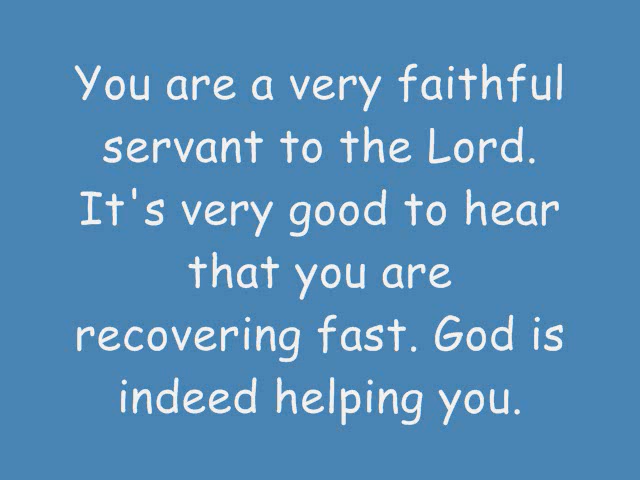 You are a very faithful
servant to the Lord.
It's very good to hear
that you are
recovering fast. God is
indeed helping you.